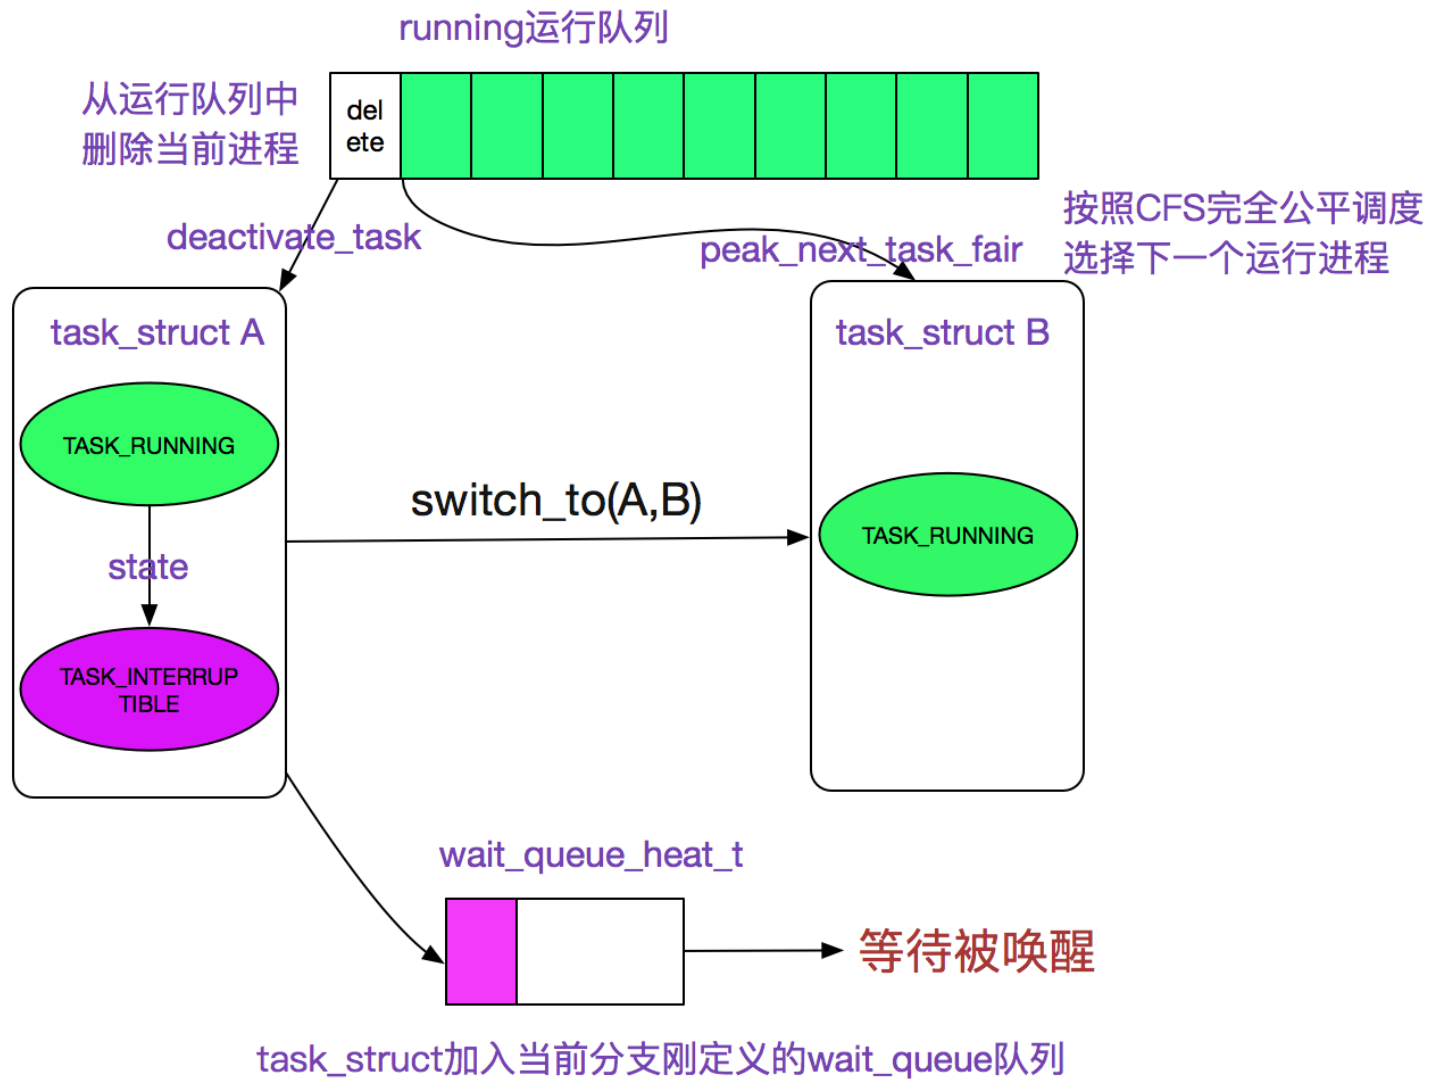 running运行队列
从运行队列中
删除当前进程
del
ete
deactivate_task
peak_next_task_fair
按照CFS完全公平调度
选择下一个运行进程
task_struct A
task_struct B
TASK_RUNNING
switch_to(A,B)
TASK_RUNNING
state
TASK_INTERRUP
TIBLE
wait_queue_heat_t
等待被唤醒
task_struct加入当前分支刚定义的wait_queue队列